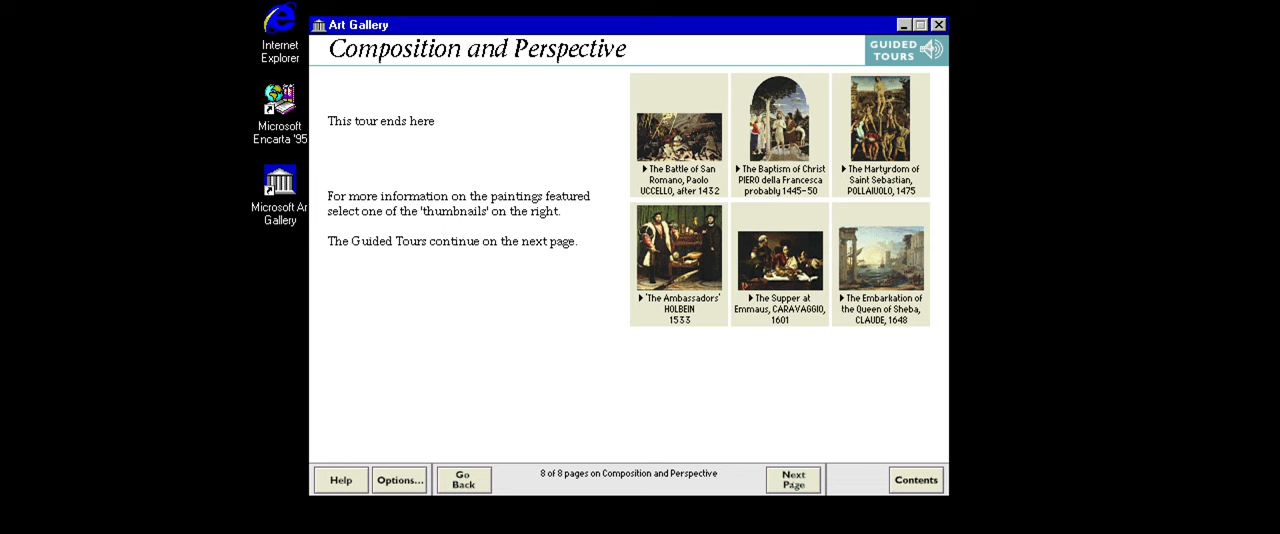 Art Gallery
Internet
Explorer
Composition and Perspective
GUIDED
TOURS
Microsoft
Encarta '95
This tour ends here
The Battle of San
Romano, Paolo
UCCELLO, after 1432
The Baptism of Christ
PIERO della Francesca
probably 1445-50
The Martyrdom of
Saint Sebastian,
POLLAIUOLO, 1475
Microsoft Ar
Gallery
For more information on the paintings featured
select one of the 'thumbnails' on the right.
The Guided Tours continue on the next page.
'The Ambassadors'
HOLBEIN
1533
The Supper at
Emmaus, CARAVAGGIO,
1601
The Embarkation of
the Queen of Sheba,
CLAUDE, 1648
Help
Options...
Go
Back
8 of 8 pages on Composition and Perspective
Next
Page
Contents